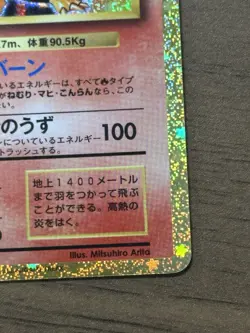 .7m、体重90.5Kg
バーン
いるエネルギーは、すべて タイプ
がねむり・マヒ・こんらんなら、この
のうず 100
についているエネルギー
トラッシュする。
地上1400メートル
まで羽をつかって飛ぶ
ことができる。高熱の
炎をはく。
Illus. Mitsuhiro Arita